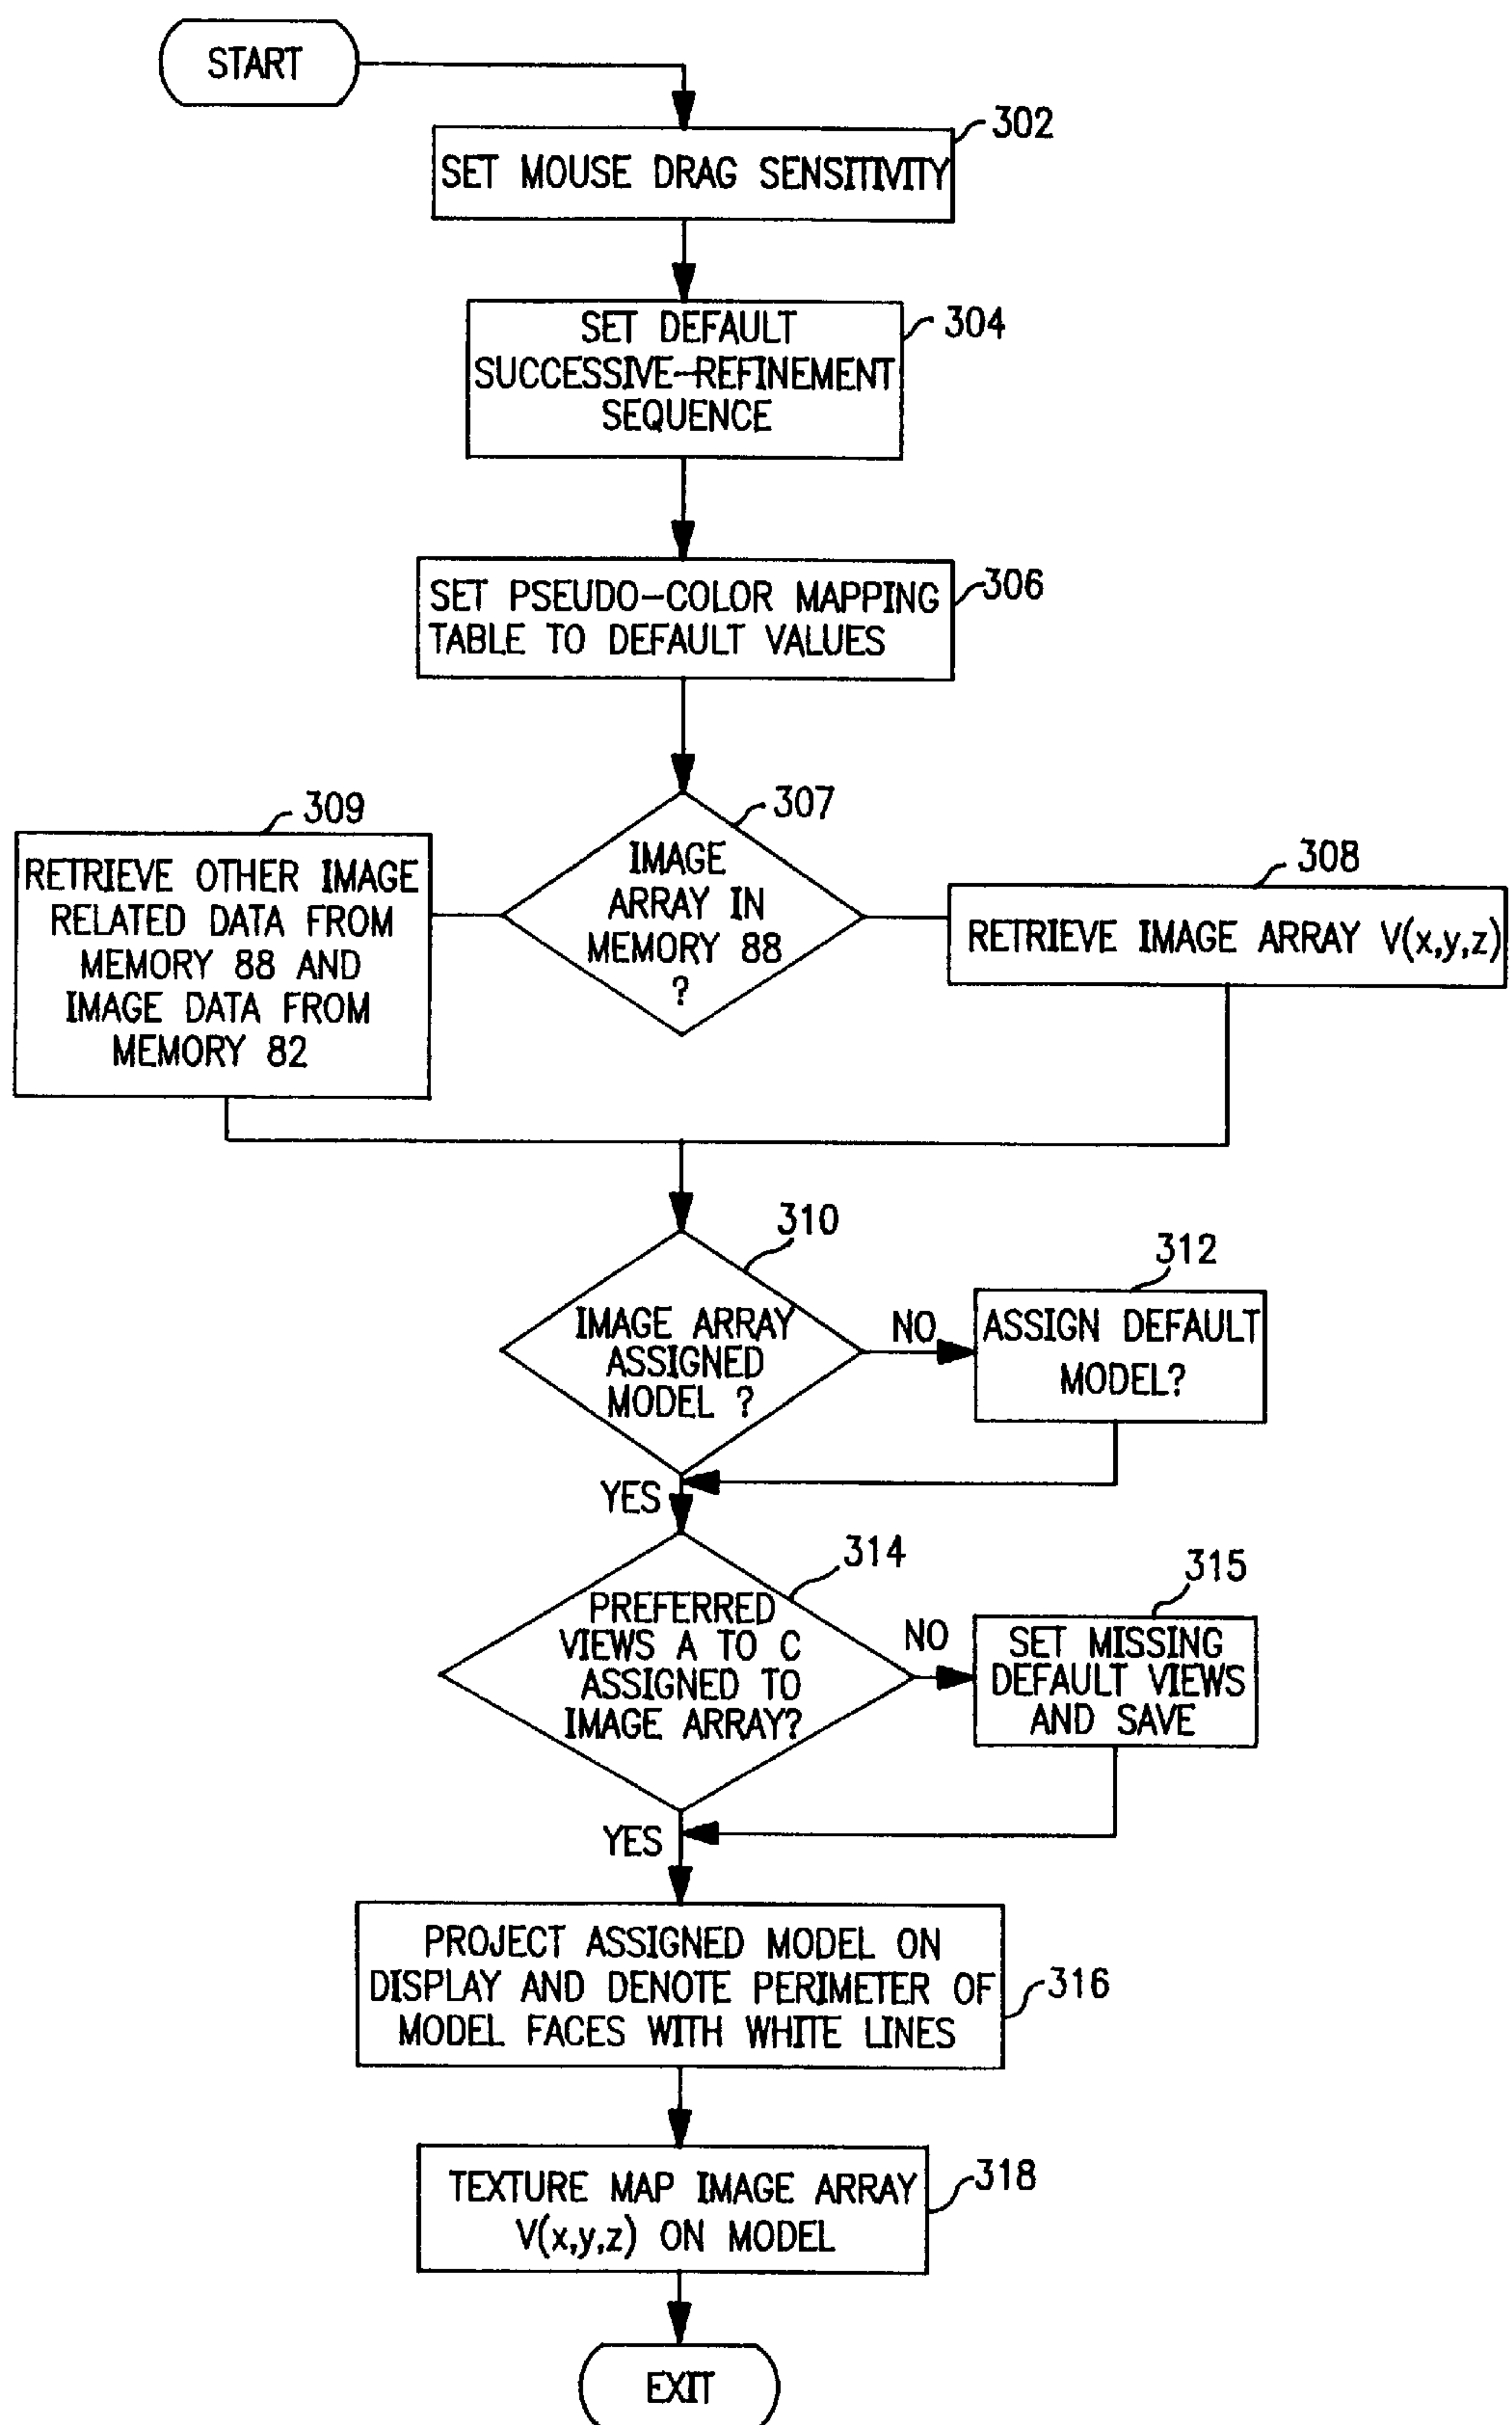 START
302
SET MOUSE DRAG SENSITIVITY
304
SET DEFAULT
SUCCESSIVE-REFINEMENT
SEQUENCE
306
SET PSEUDO-COLOR MAPPING
TABLE TO DEFAULT VALUES
309
RETRIEVE OTHER IMAGE
RELATED DATA FROM
MEMORY 88 AND
IMAGE DATA FROM
MEMORY 82
307
IMAGE
ARRAY IN
MEMORY 88
?
308
RETRIEVE IMAGE ARRAY V(x,y,z)
310
IMAGE ARRAY
ASSIGNED
MODEL ?
NO
312
ASSIGN DEFAULT
MODEL?
YES
314
PREFERRED
VIEWS A TO C
ASSIGNED TO
IMAGE ARRAY?
NO
315
SET MISSING
DEFAULT VIEWS
AND SAVE
YES
PROJECT ASSIGNED MODEL ON
DISPLAY AND DENOTE PERIMETER OF
MODEL FACES WITH WHITE LINES
316
TEXTURE MAP IMAGE ARRAY
V(x,y,z) ON MODEL
318
EXIT